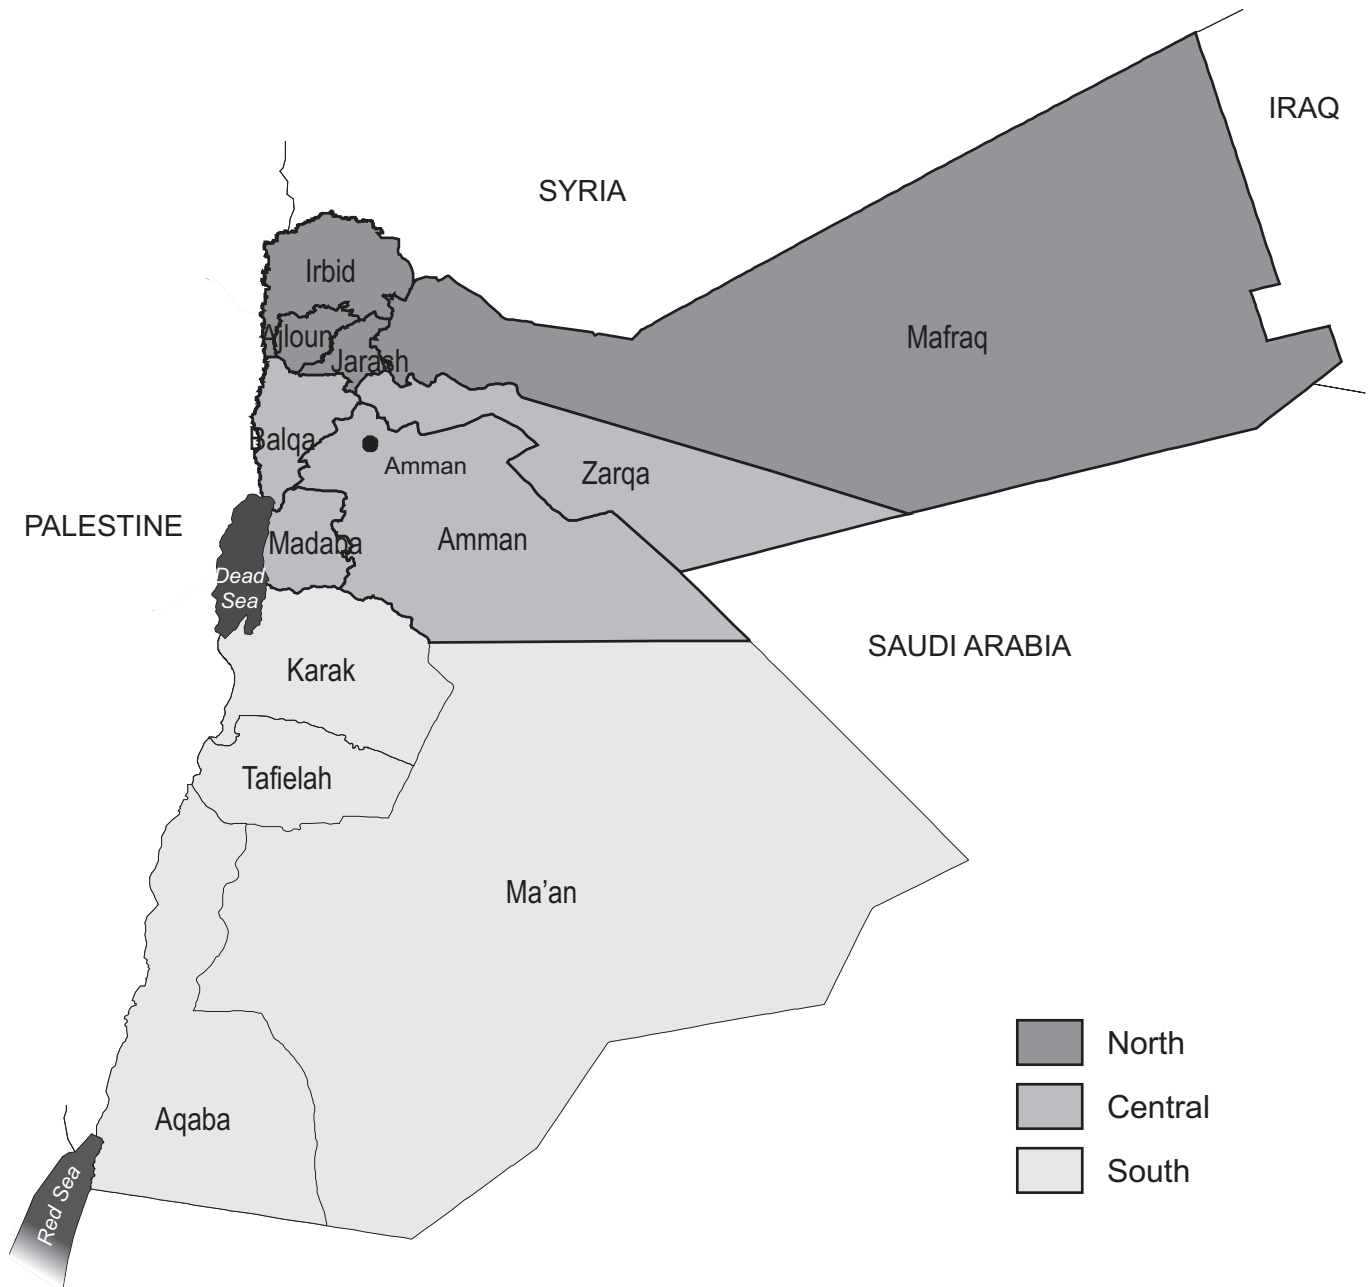 IRAQ
SYRIA
Irbid
Ajloun
Jarash
Mafraq
Balqa
Amman
Zarqa
PALESTINE
Madaba
Amman
Dead
Sea
SAUDI ARABIA
Karak
Tafielah
Ma’an
Aqaba
Red Sea
North
Central
South